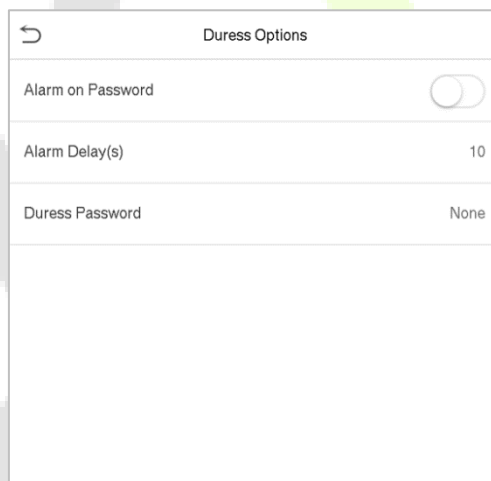 Duress Options
Alarm on Password
Alarm Delay(s) 10
Duress Password None